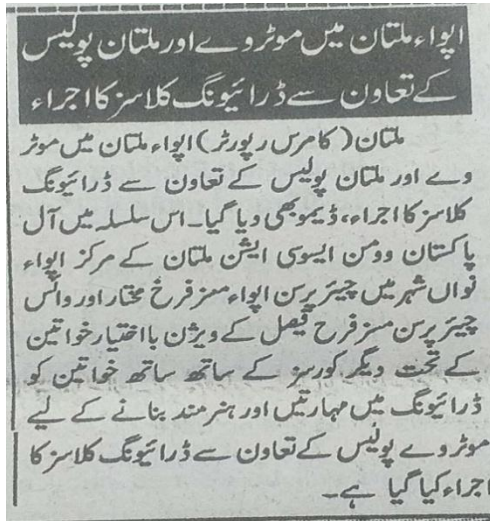 اپواء ملتان میں موٹروے اور ملتان پولیس
کے تعاون سے ڈرائیونگ کلاسز کا اجراء
ملتان (کامرس رپورٹر) اپواء ملتان میں موٹر
وے اور ملتان پولیس کے تعاون سے ڈرائیونگ
کلاسز کا اجراء، ڈیمو بھی دیا گیا۔ اس سلسلہ میں آل
پاکستان وومن ایسوسی ایشن ملتان کے مرکز اپواء
نواں شہر میں چیئرپرسن اپواء مسز فرخ مختار اور وائس
چیئرپرسن مسز فرح فیصل کے ویژن بااختیار خواتین
کے تحت دیگر کورسز کے ساتھ ساتھ خواتین کو
ڈرائیونگ میں مہارتیں اور ہنر مند بنانے کے لیے
موٹروے پولیس کے تعاون سے ڈرائیونگ کلاسز کا
اجراء کیا گیا ہے۔